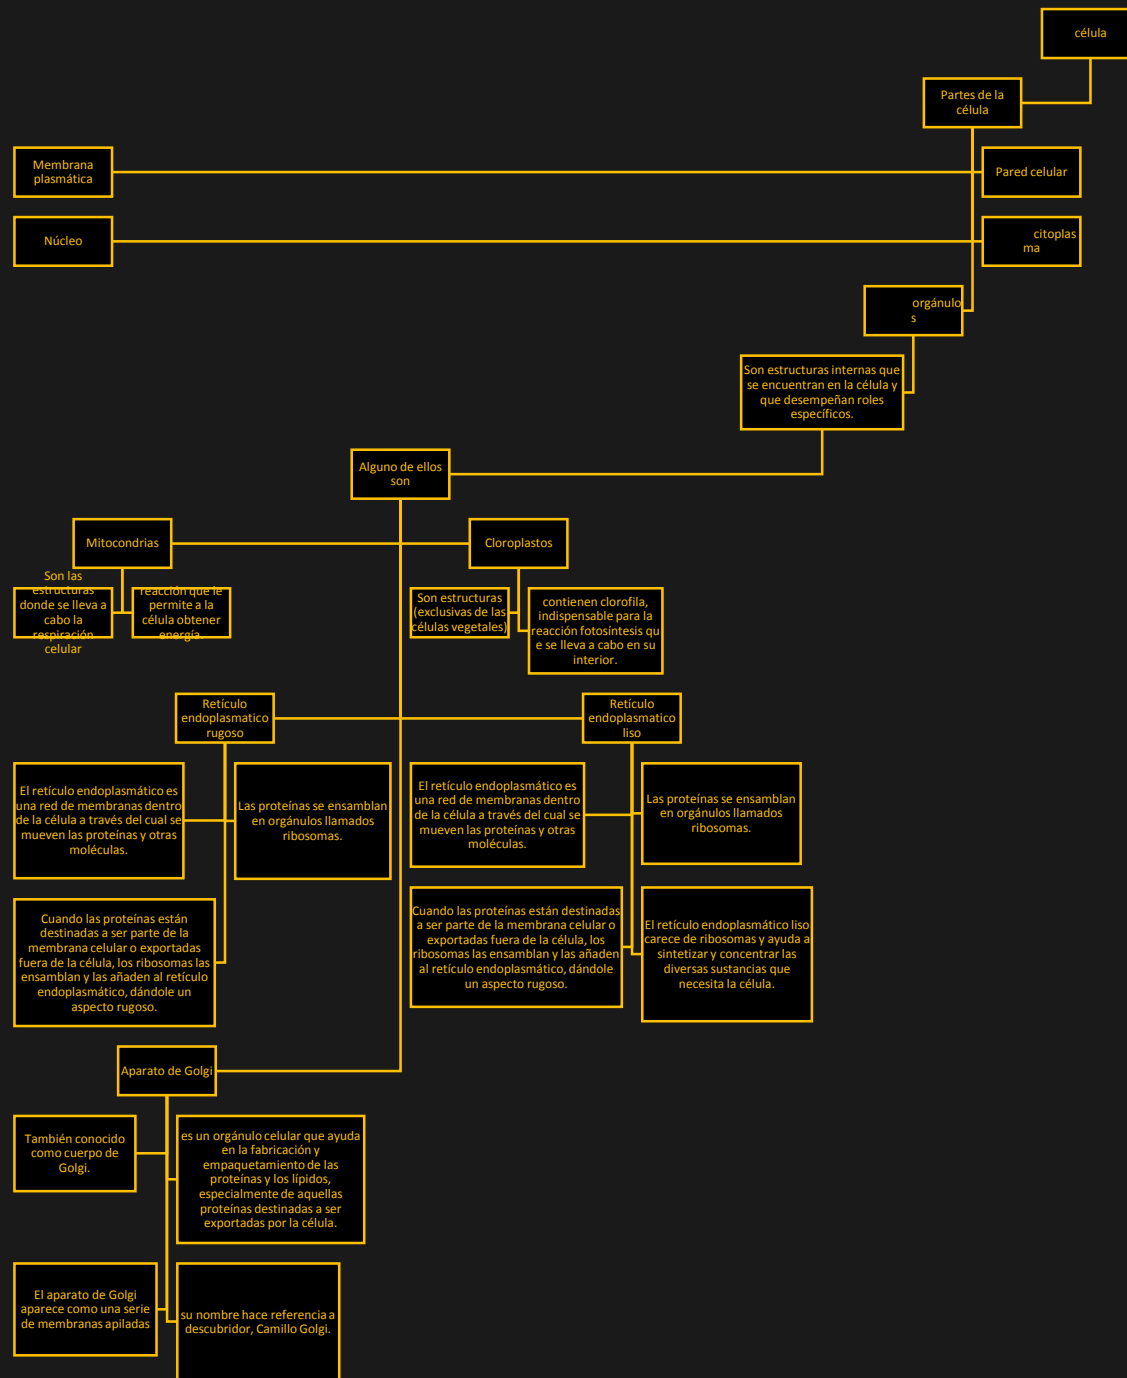 célula
Partes de la
célula
Membrana
plasmática
Pared celular
Núcleo
citoplas
ma
orgánulo
s
Son estructuras internas que
se encuentran en la célula y
que desempeñan roles
específicos.
Alguno de ellos
son
Mitocondrias
Cloroplastos
Son las
estructuras
donde se lleva a
cabo la
respiración
celular
reacción que le
permite a la
célula obtener
energía.
Son estructuras
(exclusivas de las
células vegetales)
contienen clorofila,
indispensable para la
reacción fotosíntesis qu
e se lleva a cabo en su
interior.
Retículo
endoplasmatico
rugoso
Retículo
endoplasmatico
liso
El retículo endoplasmático es
una red de membranas dentro
de la célula a través del cual se
mueven las proteínas y otras
moléculas.
Las proteínas se ensamblan
en orgánulos llamados
ribosomas.
El retículo endoplasmático es
una red de membranas dentro
de la célula a través del cual se
mueven las proteínas y otras
moléculas.
Las proteínas se ensamblan
en orgánulos llamados
ribosomas.
Cuando las proteínas están
destinadas a ser parte de la
membrana celular o exportadas
fuera de la célula, los ribosomas las
ensamblan y las añaden al retículo
endoplasmático, dándole un
aspecto rugoso.
Cuando las proteínas están destinadas
a ser parte de la membrana celular o
exportadas fuera de la célula, los
ribosomas las ensamblan y las añaden
al retículo endoplasmático, dándole
un aspecto rugoso.
El retículo endoplasmático liso
carece de ribosomas y ayuda a
sintetizar y concentrar las
diversas sustancias que
necesita la célula.
Aparato de Golgi
También conocido
como cuerpo de
Golgi.
es un orgánulo celular que ayuda
en la fabricación y
empaquetamiento de las
proteínas y los lípidos,
especialmente de aquellas
proteínas destinadas a ser
exportadas por la célula.
El aparato de Golgi
aparece como una serie
de membranas apiladas
su nombre hace referencia a
descubridor, Camillo Golgi.